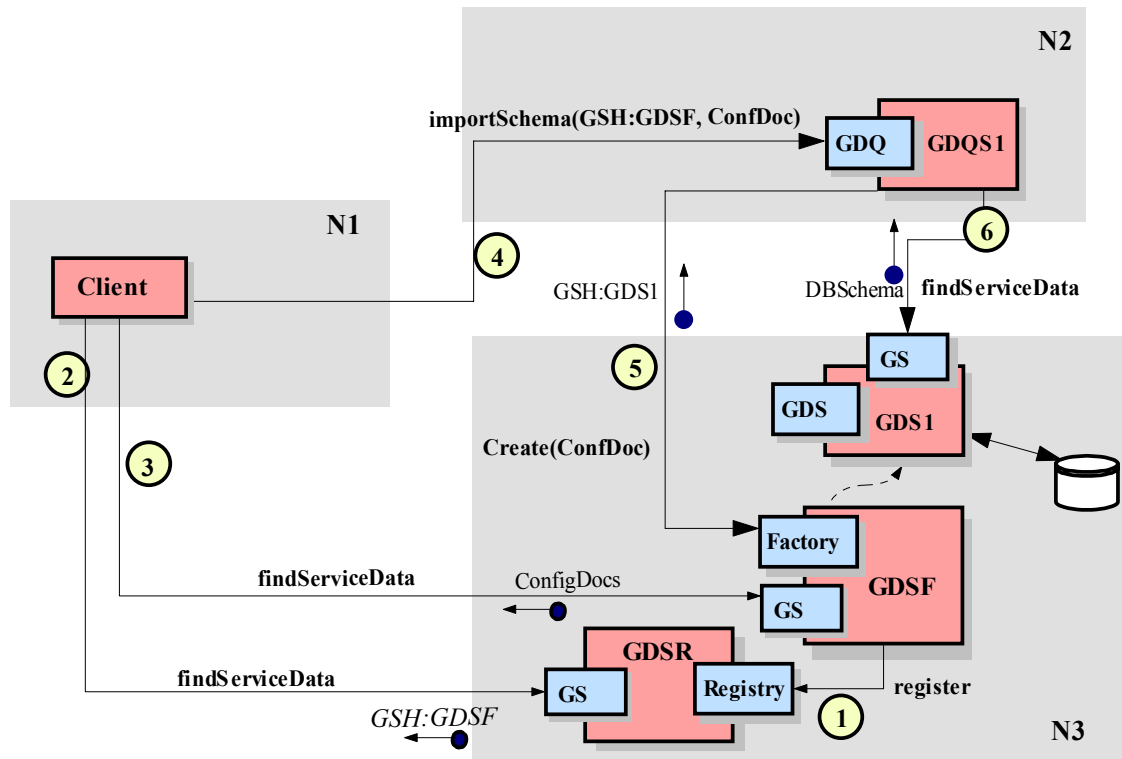 N2
importSchema(GSH:GDSF, ConfDoc)
GDQ
GDQS1
N1
6
4
Client
GSH:GDS1
DBSchema
findServiceData
2
5
GS
GDS
GDS1
3
Create(ConfDoc)
Factory
findServiceData
ConfigDocs
GDSF
GS
GDSR
findServiceData
GS
Registry
register
GSH:GDSF
1
N3